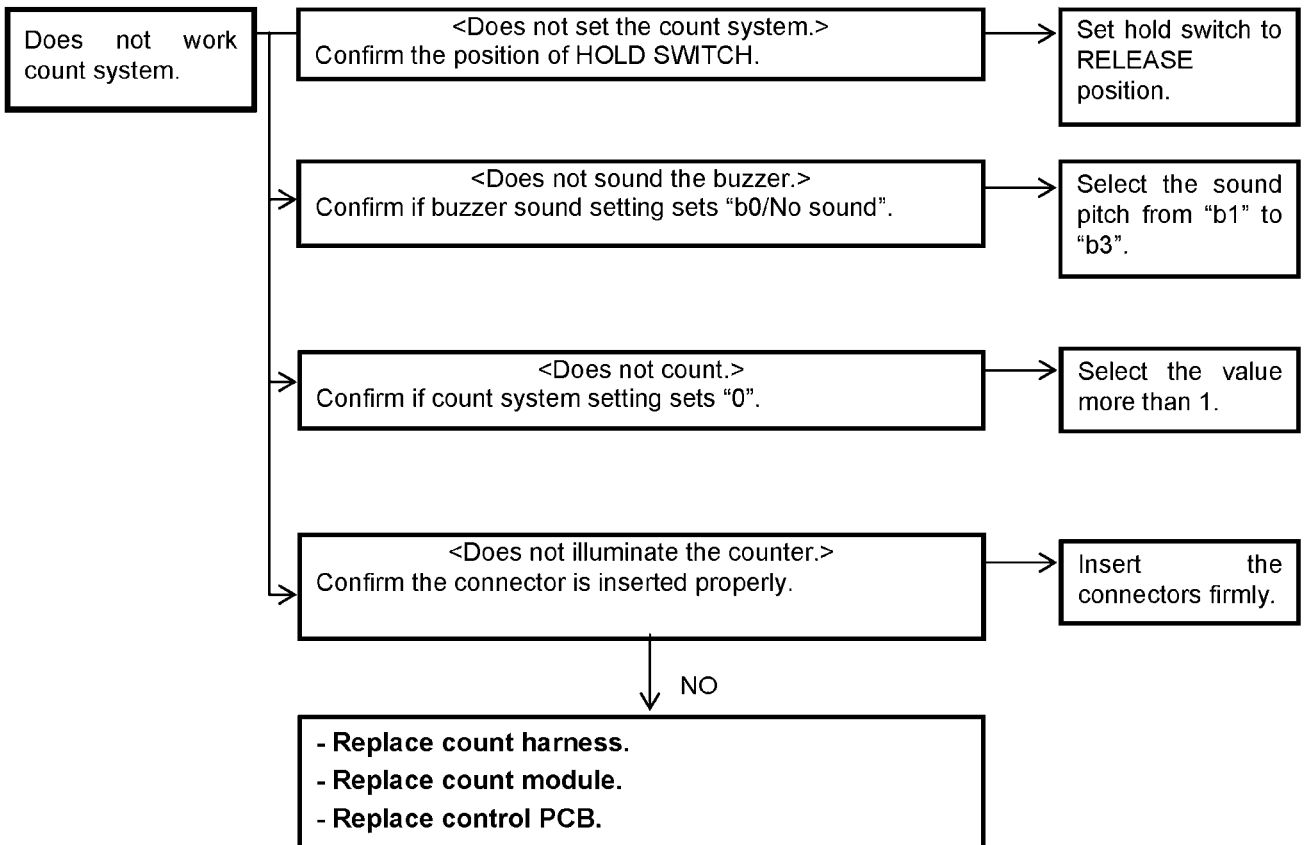 Does not work
count system.
<Does not set the count system.>
Confirm the position of HOLD SWITCH.
Set hold switch to
RELEASE
position.
<Does not sound the buzzer.>
Confirm if buzzer sound setting sets “b0/No sound”.
Select the sound
pitch from “b1” to
“b3”.
<Does not count.>
Confirm if count system setting sets “0”.
Select the value
more than 1.
<Does not illuminate the counter.>
Confirm the connector is inserted properly.
Insert the
connectors firmly.
NO
- Replace count harness.
- Replace count module.
- Replace control PCB.